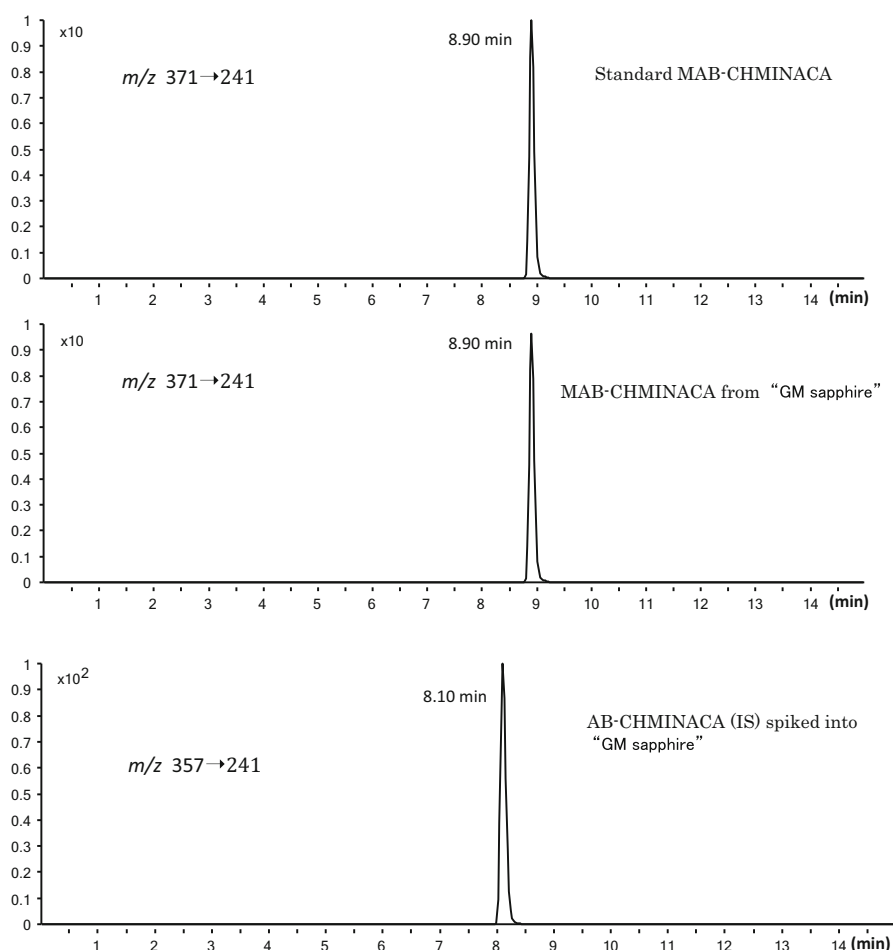 1
x10
0.9
8.90 min
0.8
m/z 371→241
Standard MAB-CHMINACA
0.7
0.6
0.5
0.4
0.3
0.2
0.1
0
1 2 3 4 5 6 7 8 9 10 11 12 13 14 (min)
1
x10
0.9
8.90 min
0.8
m/z 371→241
MAB-CHMINACA from “GM sapphire”
0.7
0.6
0.5
0.4
0.3
0.2
0.1
0
1 2 3 4 5 6 7 8 9 10 11 12 13 14 (min)
1
x10²
0.9
8.10 min
0.8
AB-CHMINACA (IS) spiked into
“GM sapphire”
0.7
m/z 357→241
0.6
0.5
0.4
0.3
0.2
0.1
0
1 2 3 4 5 6 7 8 9 10 11 12 13 14 (min)